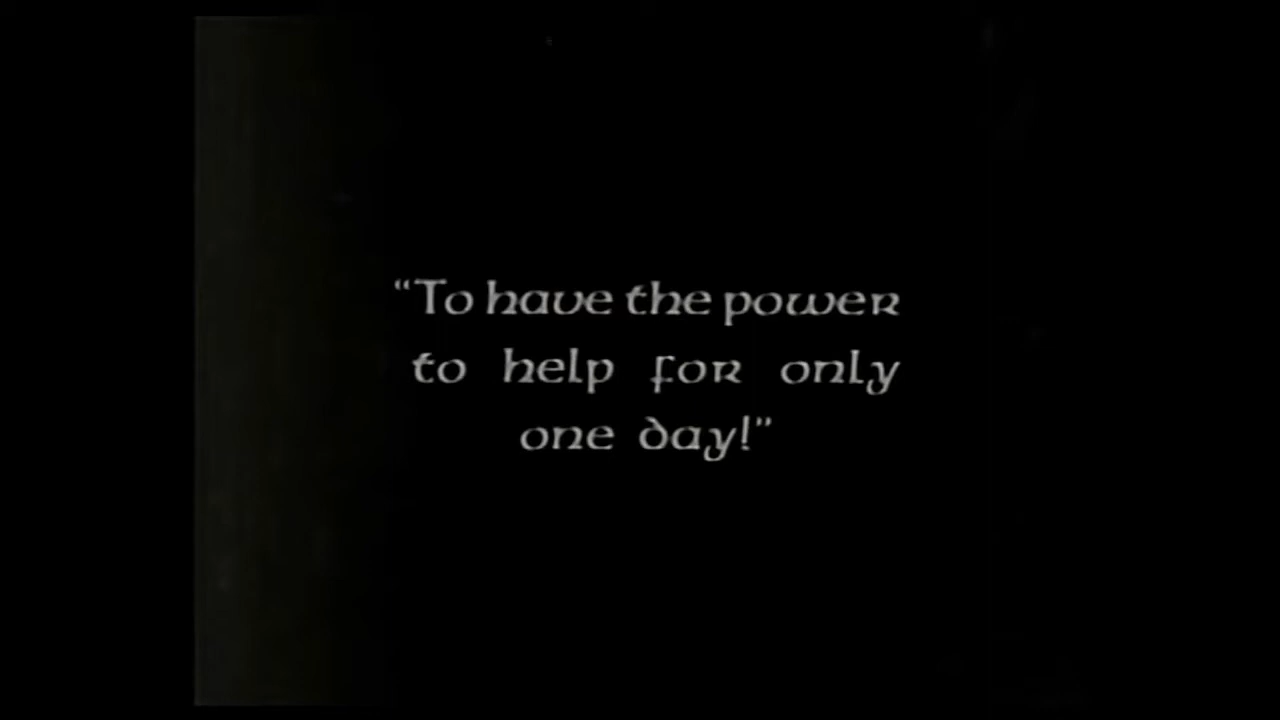 “To have the power
to help for only
one day!”